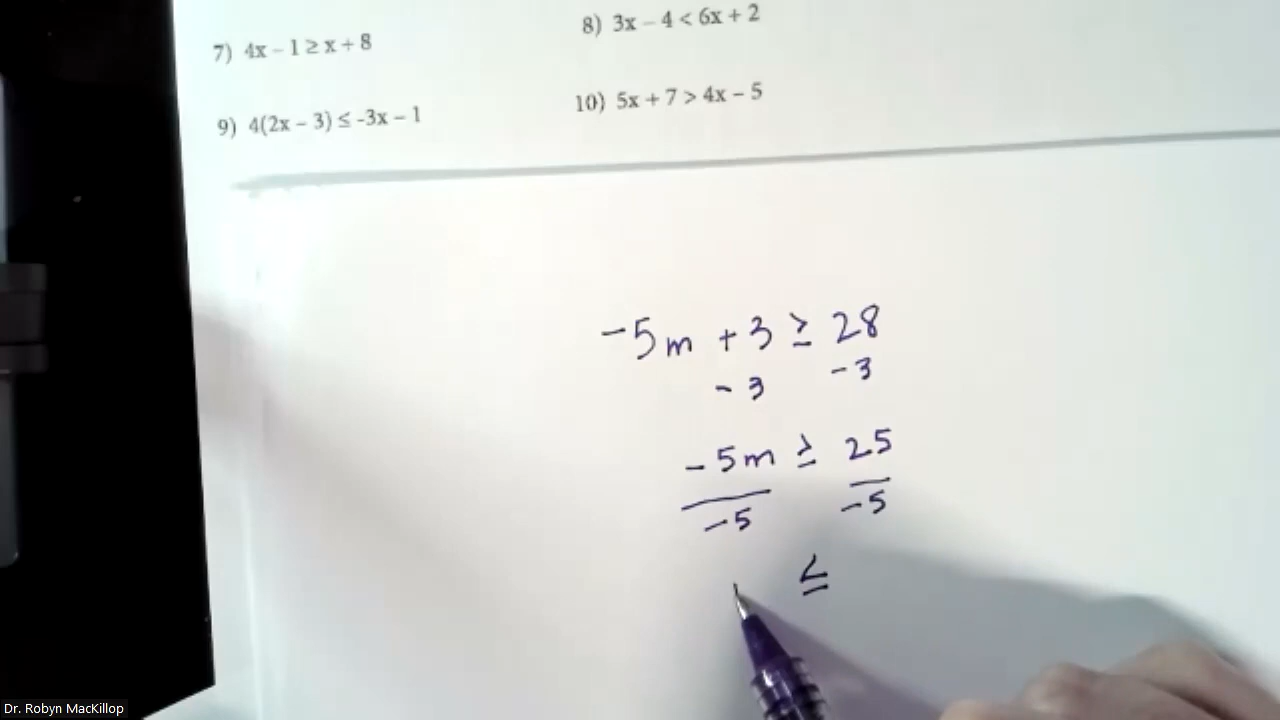 7) 4x – 1 ≥ x + 8
8) 3x – 4 < 6x + 2
9) 4(2x – 3) ≤ -3x – 1
10) 5x + 7 > 4x – 5
-5m + 3 ≥ 28
- 3 - 3
-5m ≥ 25
-5 -5
≤
Dr. Robyn MacKillop